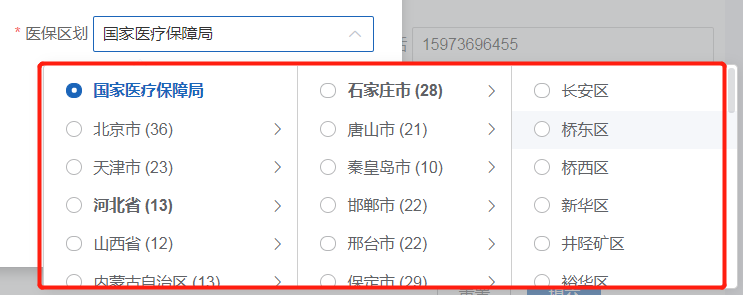 * 医保区划 国家医疗保障局
15973696455
国家医疗保障局 石家庄市 (28) 长安区
北京市 (36) 唐山市 (21) 桥东区
天津市 (23) 秦皇岛市 (10) 桥西区
河北省 (13) 邯郸市 (22) 新华区
山西省 (12) 邢台市 (22) 井陉矿区
内蒙古自治区 (13) 保定市 (29) 裕华区